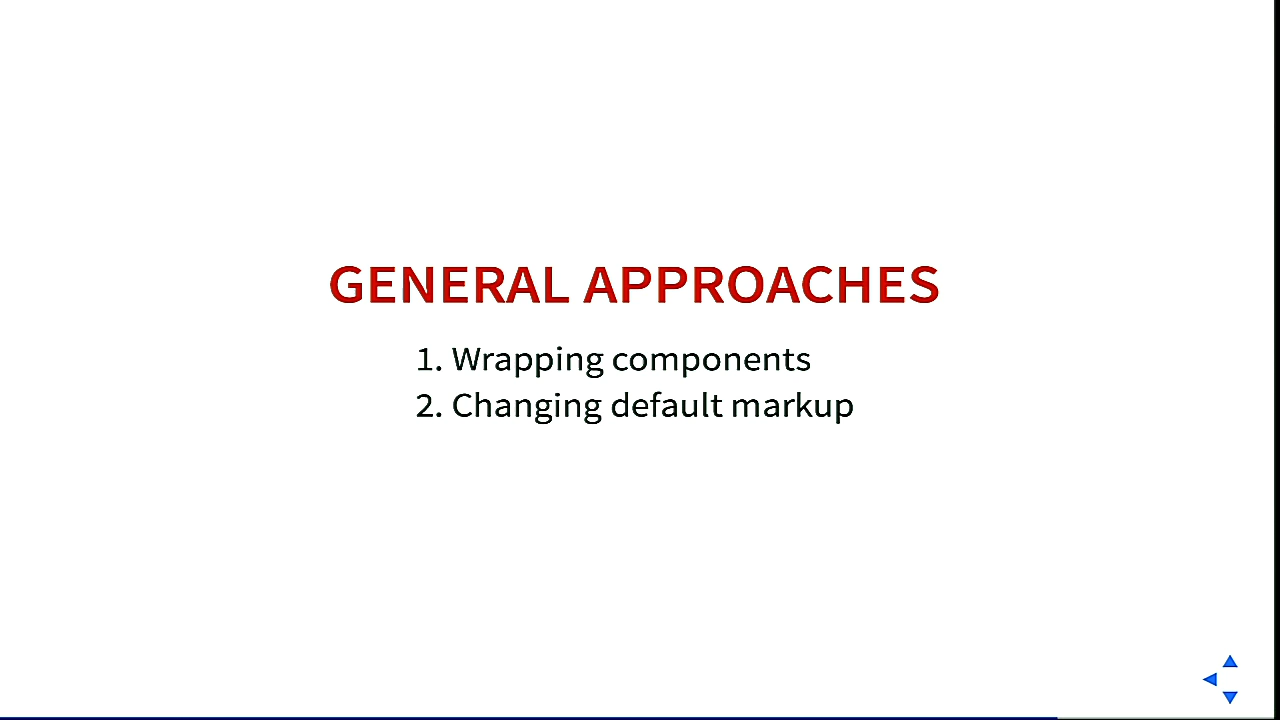 GENERAL APPROACHES
1. Wrapping components
2. Changing default markup